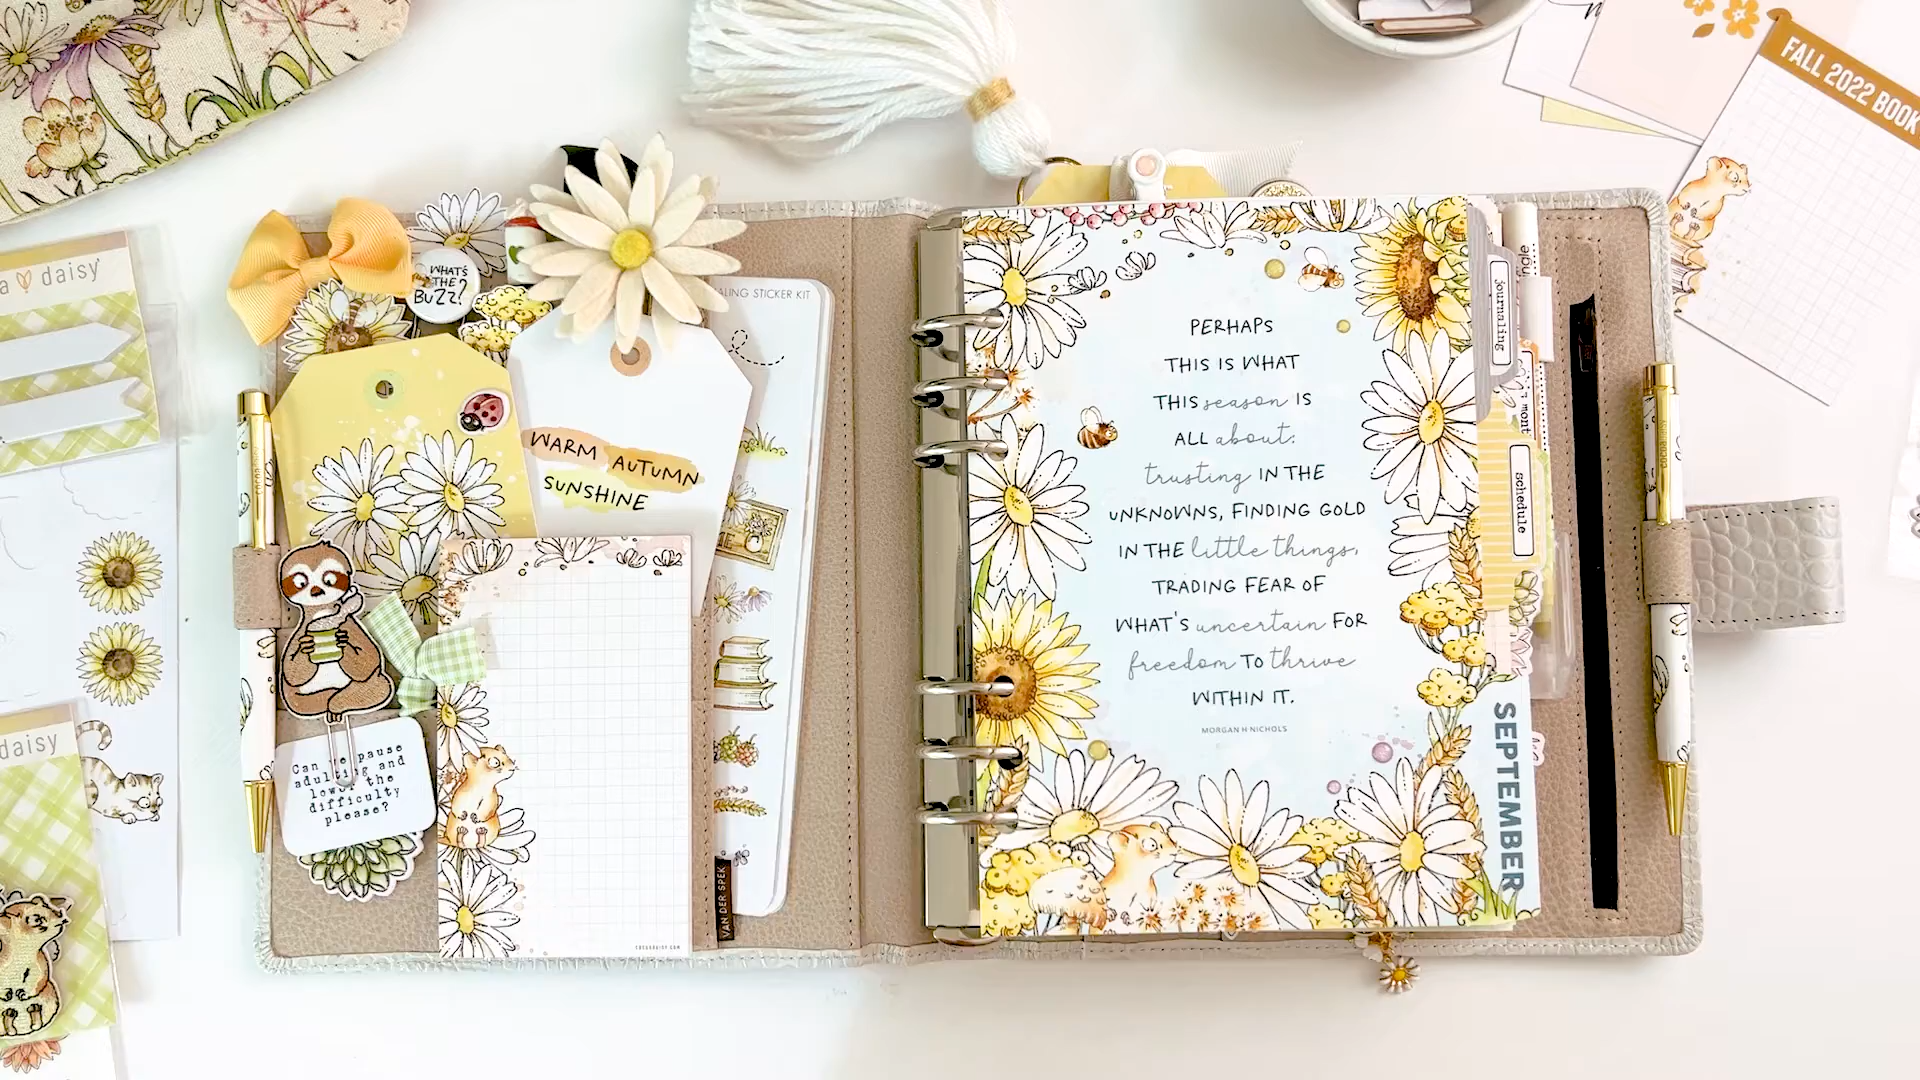 a daisy
daisy
WHAT'S
THE
BUZZ?
WARM AUTUMN
SUNSHINE
STICKER KIT
Can we pause
adulting and
lower the
difficulty
please?
VAN DER SPEK
PERHAPS
THIS IS WHAT
THIS season IS
ALL about:
trusting IN THE
UNKNOWNS, FINDING GOLD
IN THE little things,
TRADING FEAR OF
WHAT'S uncertain FOR
freedom TO thrive
WITHIN IT.
MORGAN H NICHOLS
journaling
schedule
SEPTEMBER
FALL 2022 BOOK